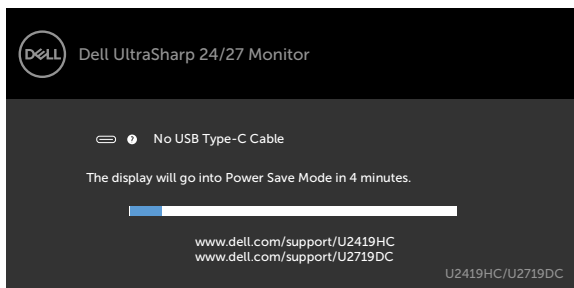 DELL
Dell UltraSharp 24/27 Monitor
? No USB Type-C Cable
The display will go into Power Save Mode in 4 minutes.
www.dell.com/support/U2419HC
www.dell.com/support/U2719DC
U2419HC/U2719DC